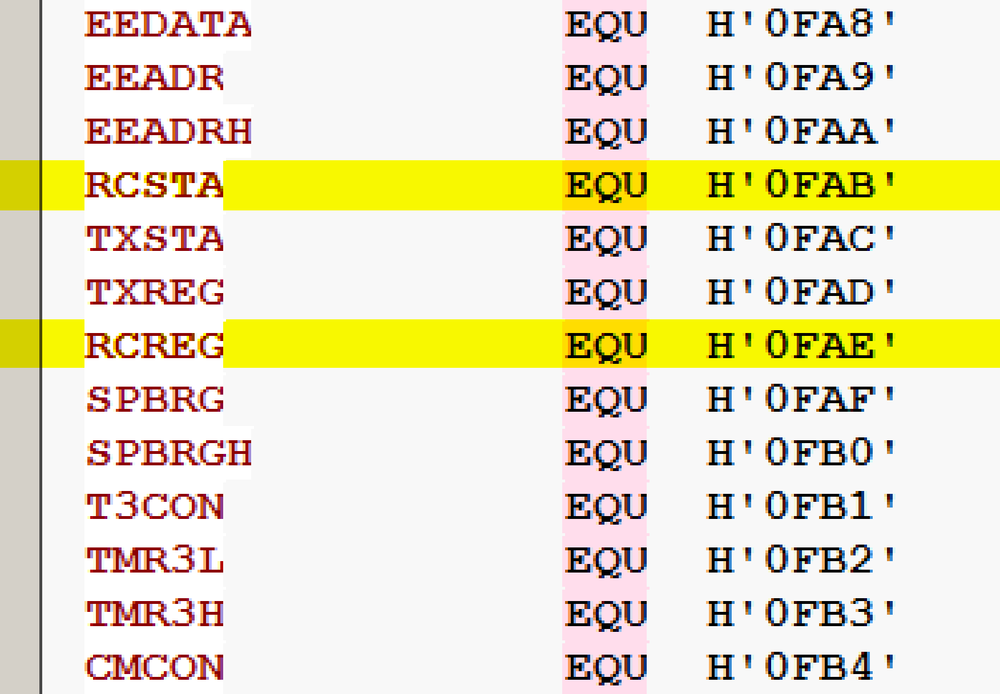 EEDATA EQU H'0FA8'
EEADR EQU H'0FA9'
EEADRH EQU H'0FAA'
RCSTA EQU H'0FAB'
TXSTA EQU H'0FAC'
TXREG EQU H'0FAD'
RCREG EQU H'0FAE'
SPBRG EQU H'0FAF'
SPBRGH EQU H'0FB0'
T3CON EQU H'0FB1'
TMR3L EQU H'0FB2'
TMR3H EQU H'0FB3'
CMCON EQU H'0FB4'